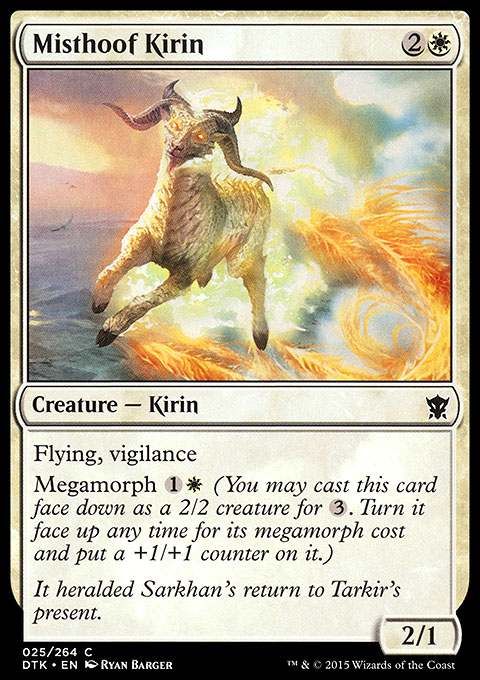 Misthoof Kirin 2
Creature — Kirin
Flying, vigilance
Megamorph 1 (You may cast this card
face down as a 2/2 creature for 3. Turn it
face up any time for its megamorph cost
and put a +1/+1 counter on it.)
It heralded Sarkhan's return to Tarkir's
present.
2/1
025/264 C
DTK • EN Ryan Barger
™ & © 2015 Wizards of the Coast